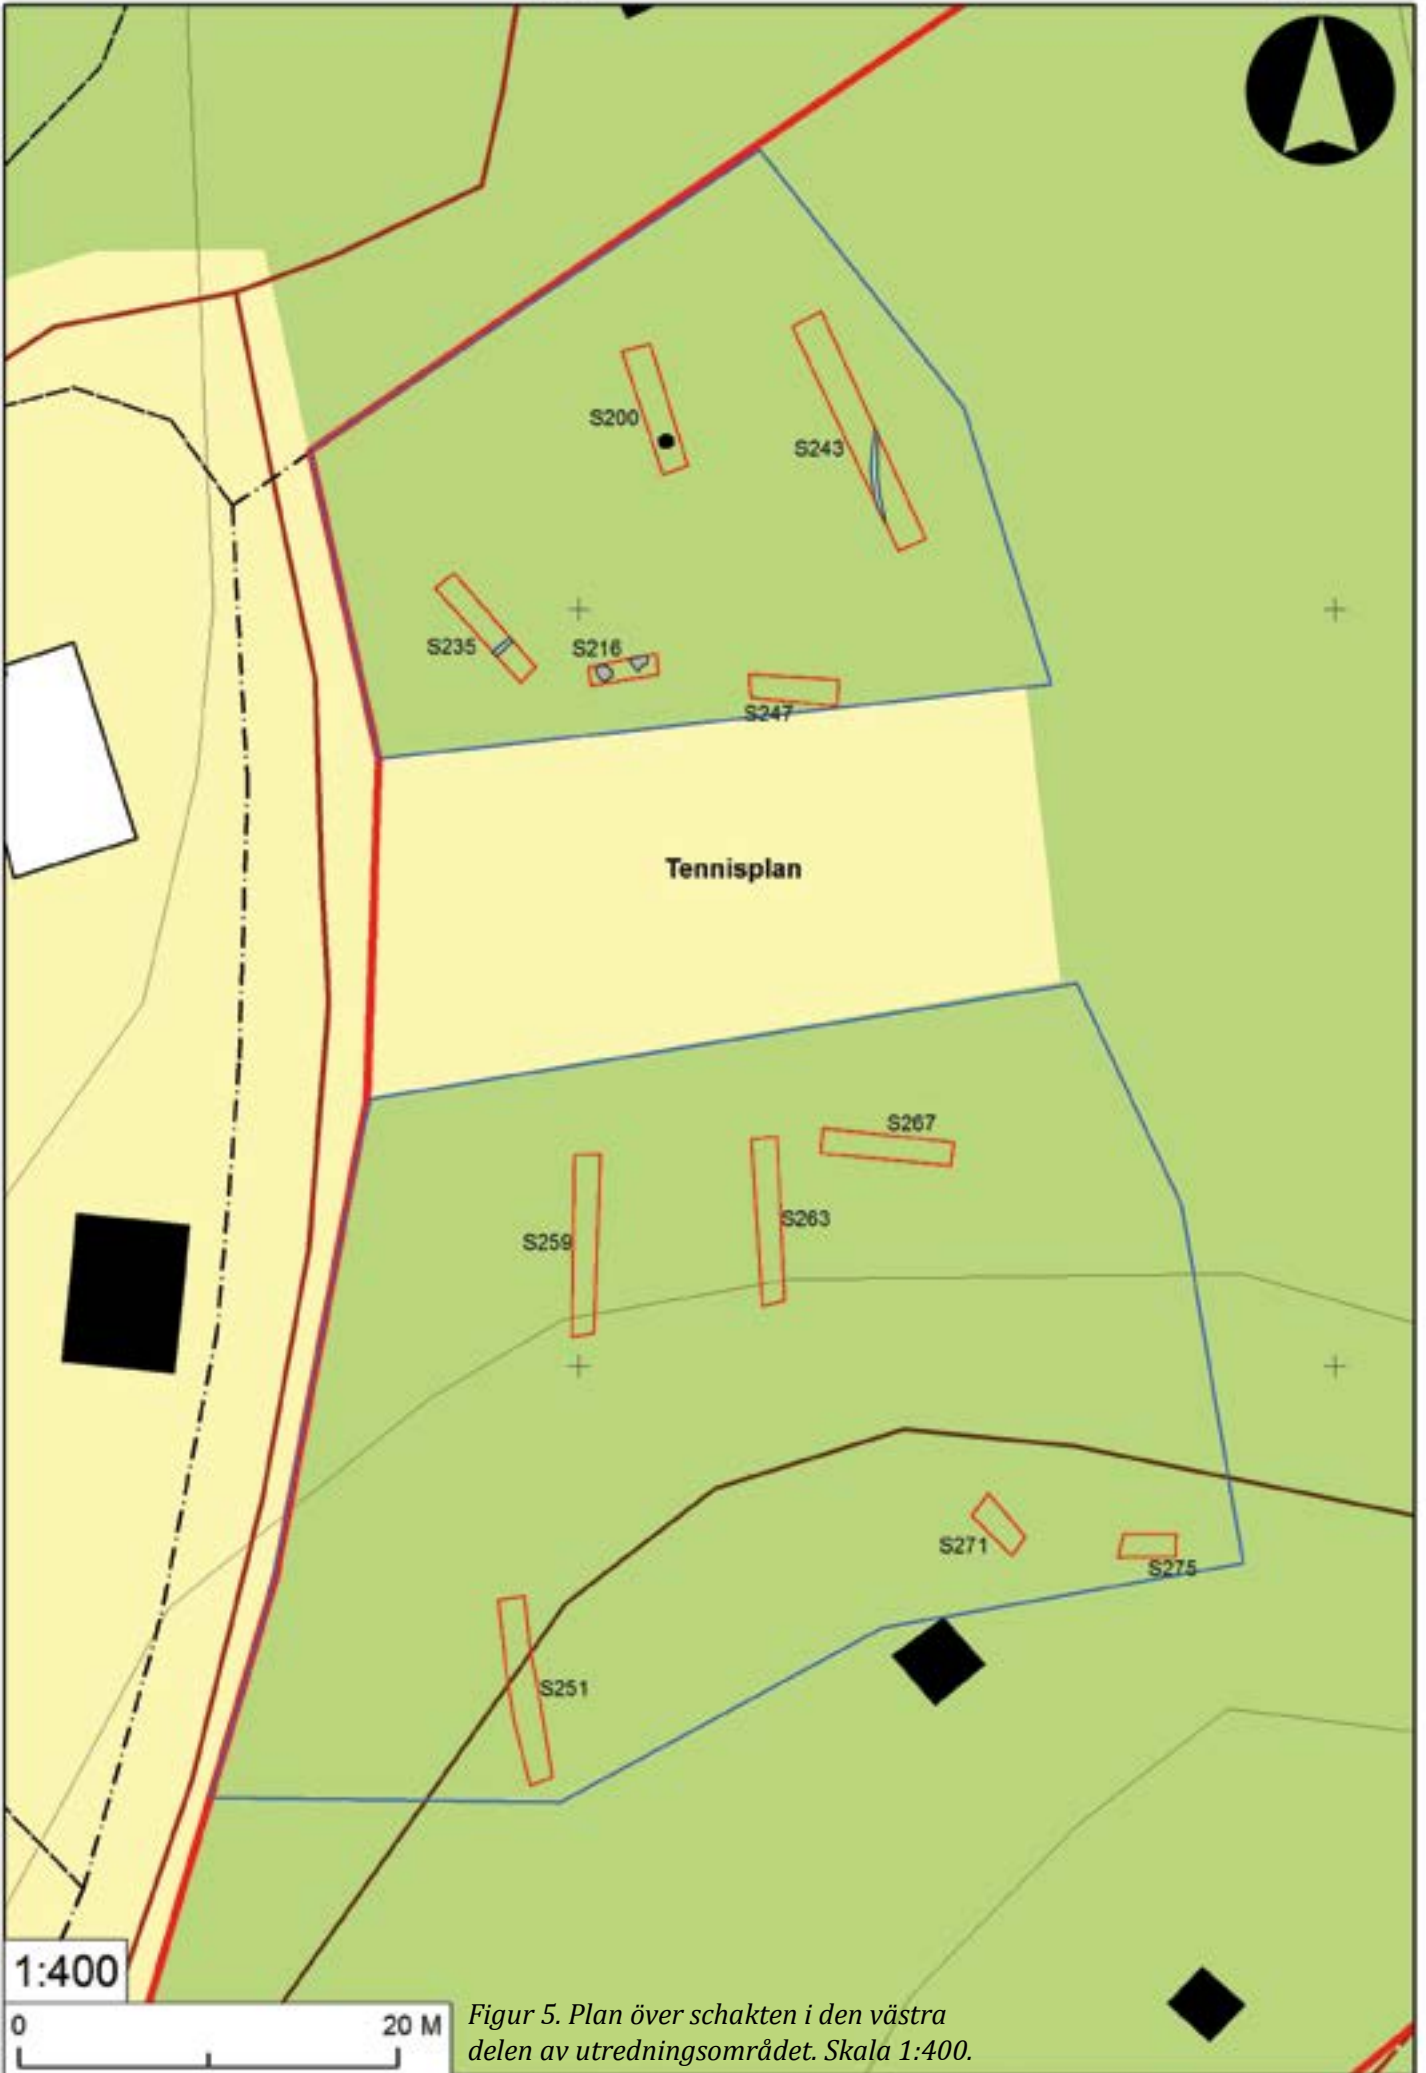 S200
S243
S235
S216
S247
Tennisplan
S267
S263
S259
S271
S275
S251
1:400
0 20 M
Figur 5. Plan över schakten i den västra
delen av utredningsområdet. Skala 1:400.